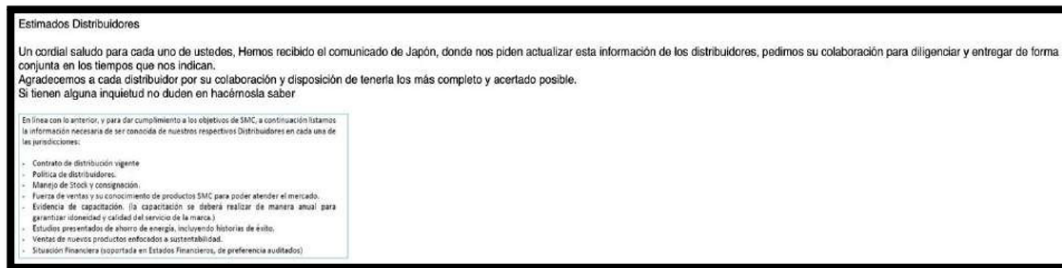 Estimados Distribuidores
Un cordial saludo para cada uno de ustedes, Hemos recibido el comunicado de Japón, donde nos piden actualizar esta información de los distribuidores, pedimos su colaboración para diligenciar y entregar de forma
conjunta en los tiempos que nos indican.
Agradecemos a cada distribuidor por su colaboración y disposición de tenerla los más completo y acertado posible.
Si tienen alguna inquietud no duden en hacérnosla saber
En línea con lo anterior, y para dar cumplimiento a los objetivos de SMC, a continuación listamos
la información necesaria de ser conocida de nuestros respectivos Distribuidores en cada una de
las jurisdicciones:
- Contrato de distribución vigente
- Política de distribuidores.
- Manejo de Stock y consignación.
- Fuerza de ventas y su conocimiento de productos SMC para poder atender el mercado.
- Evidencia de capacitación. (la capacitación se deberá realizar de manera anual para
garantizar idoneidad y calidad del servicio de la marca.)
- Estudios presentados de ahorro de energía, incluyendo historias de éxito.
- Ventas de nuevos productos enfocados a sustentabilidad.
- Situación Financiera (soportada en Estados Financieros, de preferencia auditados)